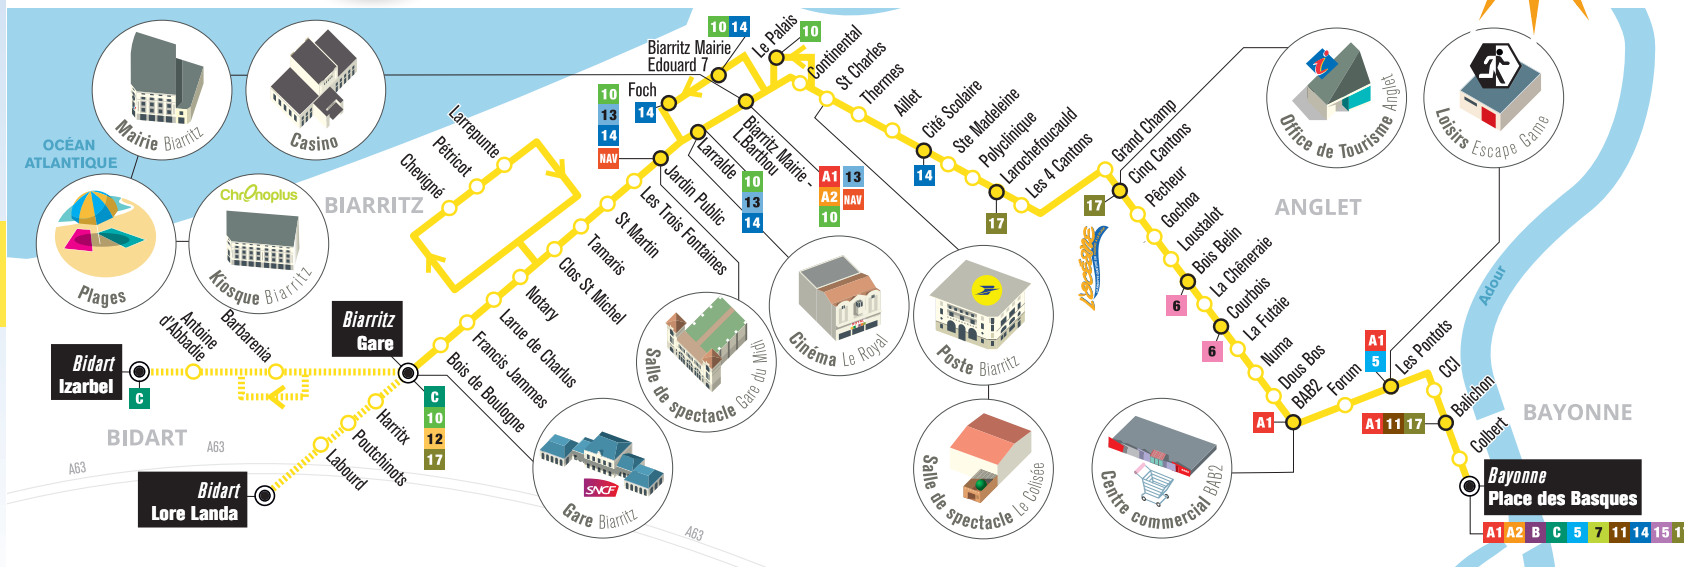 OCÉAN
ATLANTIQUE
Mairie Biarritz
Casino
Plages
Chronoplus
Kiosque Biarritz
BIARRITZ
Larrepunte
Pétricot
Chevigné
10 14
Biarritz Mairie
Edouard 7
Le Palais
10
Foch
14
10
13
14
NAV
Continental
St Charles
Thermes
Aillet
Cité Scolaire
14
Ste Madeleine
Polyclinique
Larochefoucauld
17
Les 4 Cantons
Grand Champ
Cinq Cantons
17
Pêcheur
Gochoa
Loustalot
Bois Belin
6
La Chêneraie
Courbois
6
La Futaie
Numa
Dous Bos
BAB2
A1
Forum
A1
5
Les Pontots
CCI
Balichon
A1 11 17
Colbert
Biarritz Mairie -
L.Barthou
A1 13
A2 NAV
10
Larralde
10
13
14
Jardin Public
Les Trois Fontaines
St Martin
Tamaris
Clos St Michel
Notary
Larue de Charlus
Francis Jammes
Bois de Boulogne
Biarritz
Gare
C
10
12
17
Antoine
d'Abbadie
Barbarenia
Bidart
Izarbel
C
BIDART
Harritx
Poutchinots
Labourd
Bidart
Lore Landa
A63
A63
A63
SNCF
Gare Biarritz
Salle de spectacle Gare du Midi
Cinéma Le Royal
Poste Biarritz
Salle de spectacle Le Colisée
Centre commercial BAB2
Office de Tourisme Anglet
Loisirs Escape Game
ANGLET
Adour
BAYONNE
Bayonne
Place des Basques
A1 A2 B C 5 7 11 14 15